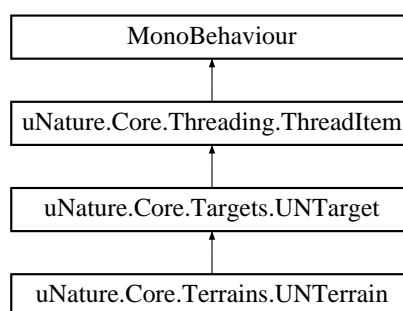 MonoBehaviour
uNature.Core.Threading.ThreadItem
uNature.Core.Targets.UNTarget
uNature.Core.Terrains.UNTerrain